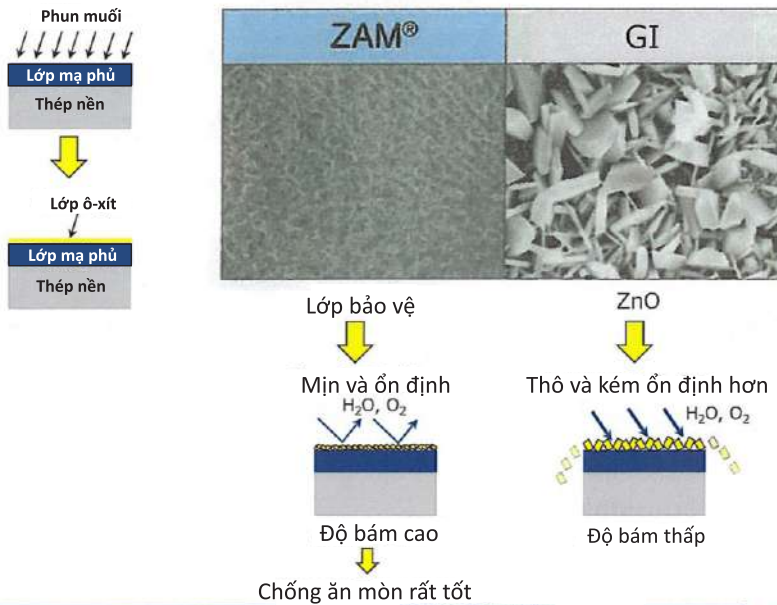 Phun muối
Lớp mạ phủ
Thép nền
Lớp ô-xít
Lớp mạ phủ
Thép nền
ZAM® GI
Lớp bảo vệ ZnO
Mịn và ổn định Thô và kém ổn định hơn
H₂O, O₂ H₂O, O₂
Độ bám cao Độ bám thấp
Chống ăn mòn rất tốt